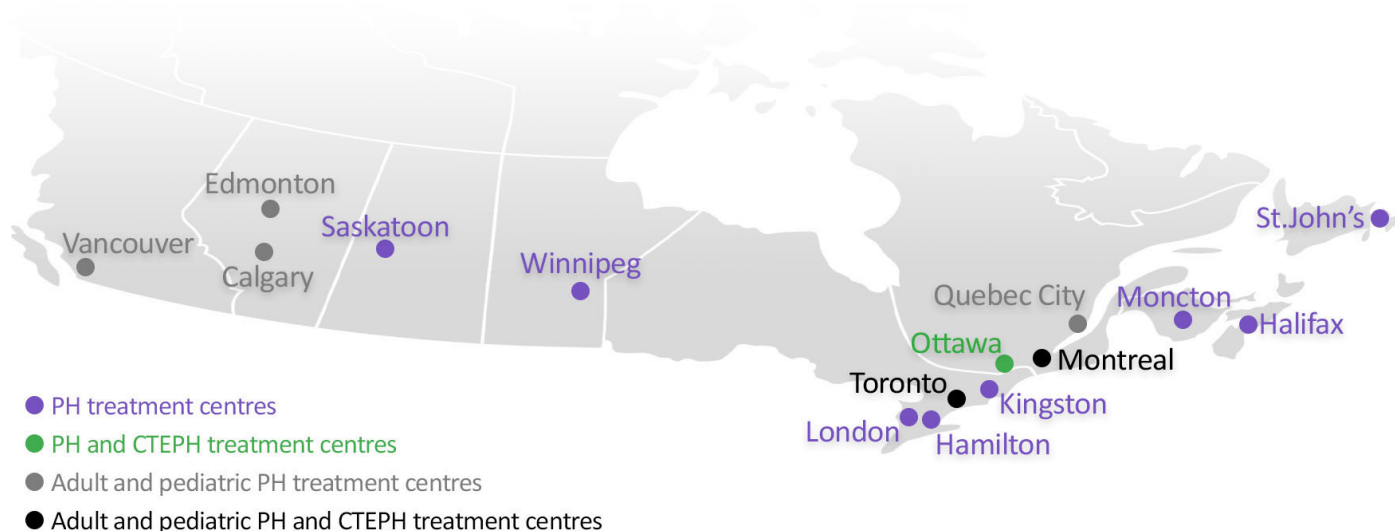 Edmonton
Saskatoon
St.John's
Vancouver
Calgary
Winnipeg
Quebec City
Moncton
Halifax
Ottawa
Montreal
Toronto
Kingston
London
Hamilton
PH treatment centres
PH and CTEPH treatment centres
Adult and pediatric PH treatment centres
Adult and pediatric PH and CTEPH treatment centres